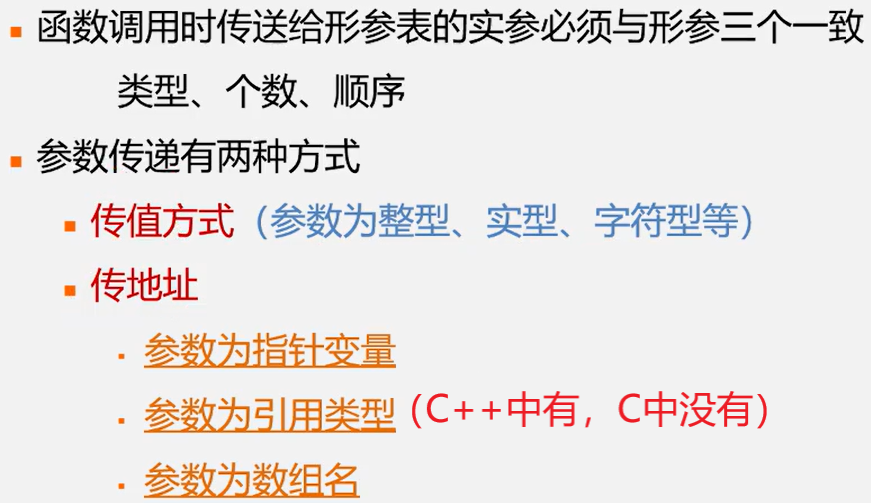 函数调用时传送给形参表的实参必须与形参三个一致
类型、个数、顺序
参数传递有两种方式
传值方式（参数为整型、实型、字符型等）
传地址
参数为指针变量
参数为引用类型（C++中有，C中没有）
参数为数组名